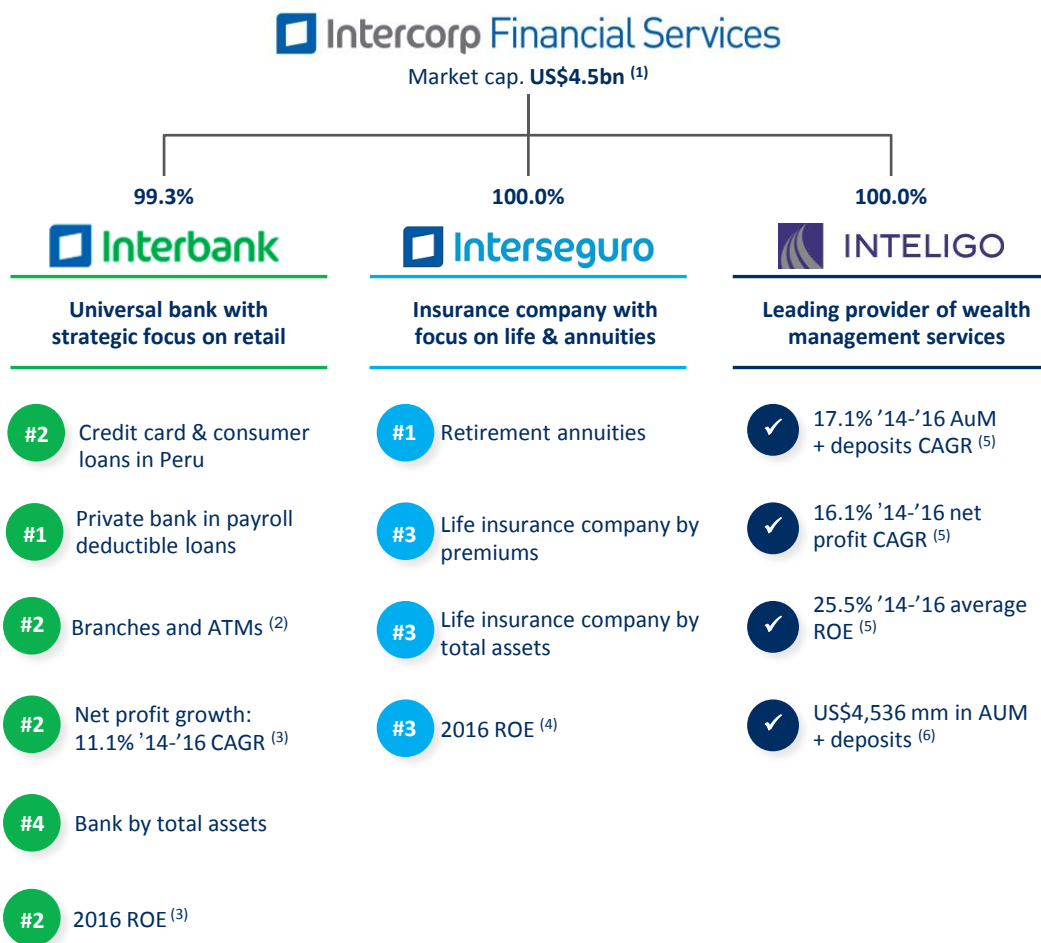 Intercorp Financial Services
Market cap. US$4.5bn (1)
99.3%
Interbank
Universal bank with
strategic focus on retail
#2 Credit card & consumer
loans in Peru
#1 Private bank in payroll
deductible loans
#2 Branches and ATMs (2)
#2 Net profit growth:
11.1% ’14-’16 CAGR (3)
#4 Bank by total assets
#2 2016 ROE (3)
100.0%
Interseguro
Insurance company with
focus on life & annuities
#1 Retirement annuities
#3 Life insurance company by
premiums
#3 Life insurance company by
total assets
#3 2016 ROE (4)
100.0%
INTELIGO
Leading provider of wealth
management services
✓ 17.1% ’14-’16 AuM
+ deposits CAGR (5)
✓ 16.1% ’14-’16 net
profit CAGR (5)
✓ 25.5% ’14-’16 average
ROE (5)
✓ US$4,536 mm in AUM
+ deposits (6)